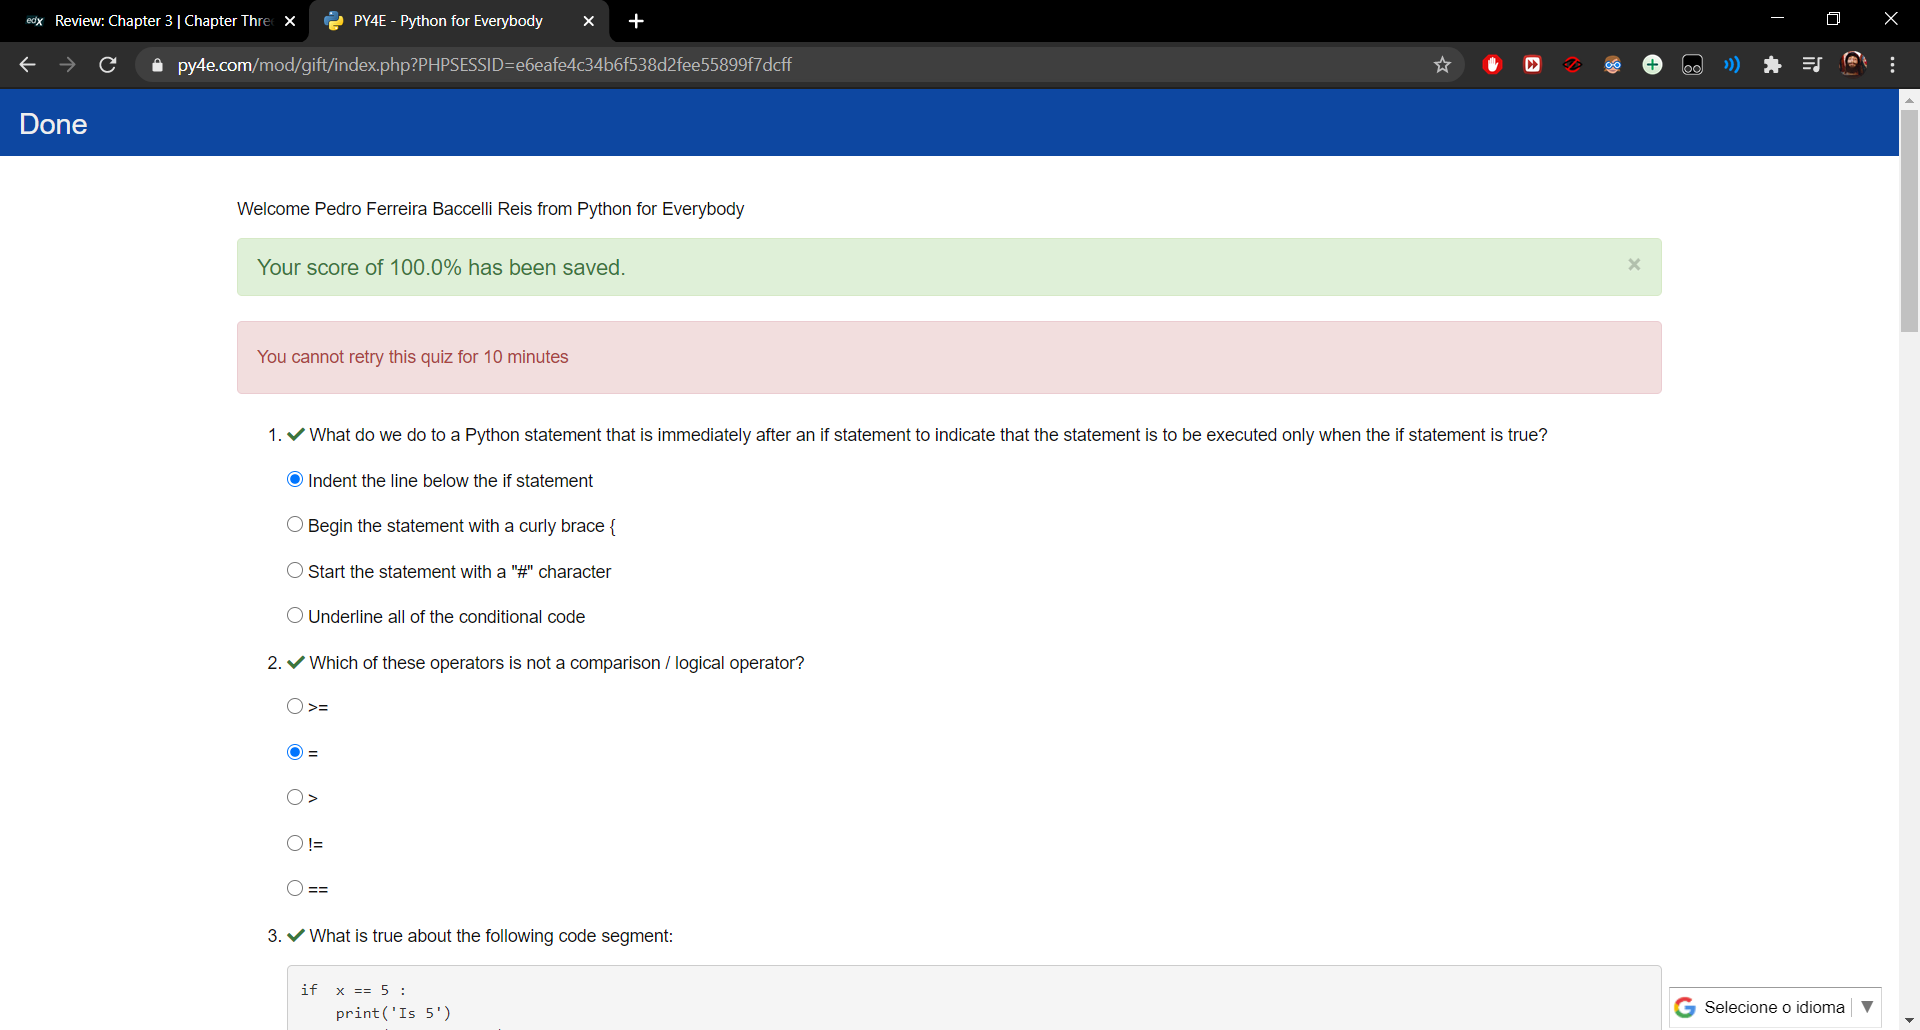 edX Review: Chapter 3 | Chapter Thre
PY4E - Python for Everybody
py4e.com/mod/gift/index.php?PHPSESSID=e6eafe4c34b6f538d2fee55899f7dcff
Done
Welcome Pedro Ferreira Baccelli Reis from Python for Everybody
Your score of 100.0% has been saved.
You cannot retry this quiz for 10 minutes
1. What do we do to a Python statement that is immediately after an if statement to indicate that the statement is to be executed only when the if statement is true?
Indent the line below the if statement
Begin the statement with a curly brace {
Start the statement with a "#" character
Underline all of the conditional code
2. Which of these operators is not a comparison / logical operator?
>=
=
>
!=
==
3. What is true about the following code segment:
if  x == 5 :
    print('Is 5')
Selecione o idioma